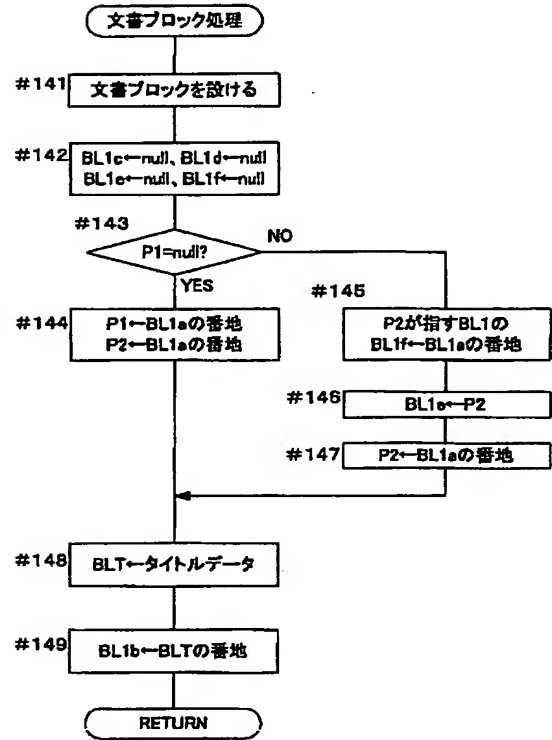 文書ブロック処理
#141
文書ブロックを設ける
#142
BL1c←null、BL1d←null
BL1e←null、BL1f←null
#143
P1=null?
NO
YES
#144
P1←BL1aの番地
P2←BL1aの番地
#145
P2が指すBL1の
BL1f←BL1aの番地
#146
BL1e←P2
#147
P2←BL1aの番地
#148
BLT←タイトルデータ
#149
BL1b←BLTの番地
RETURN